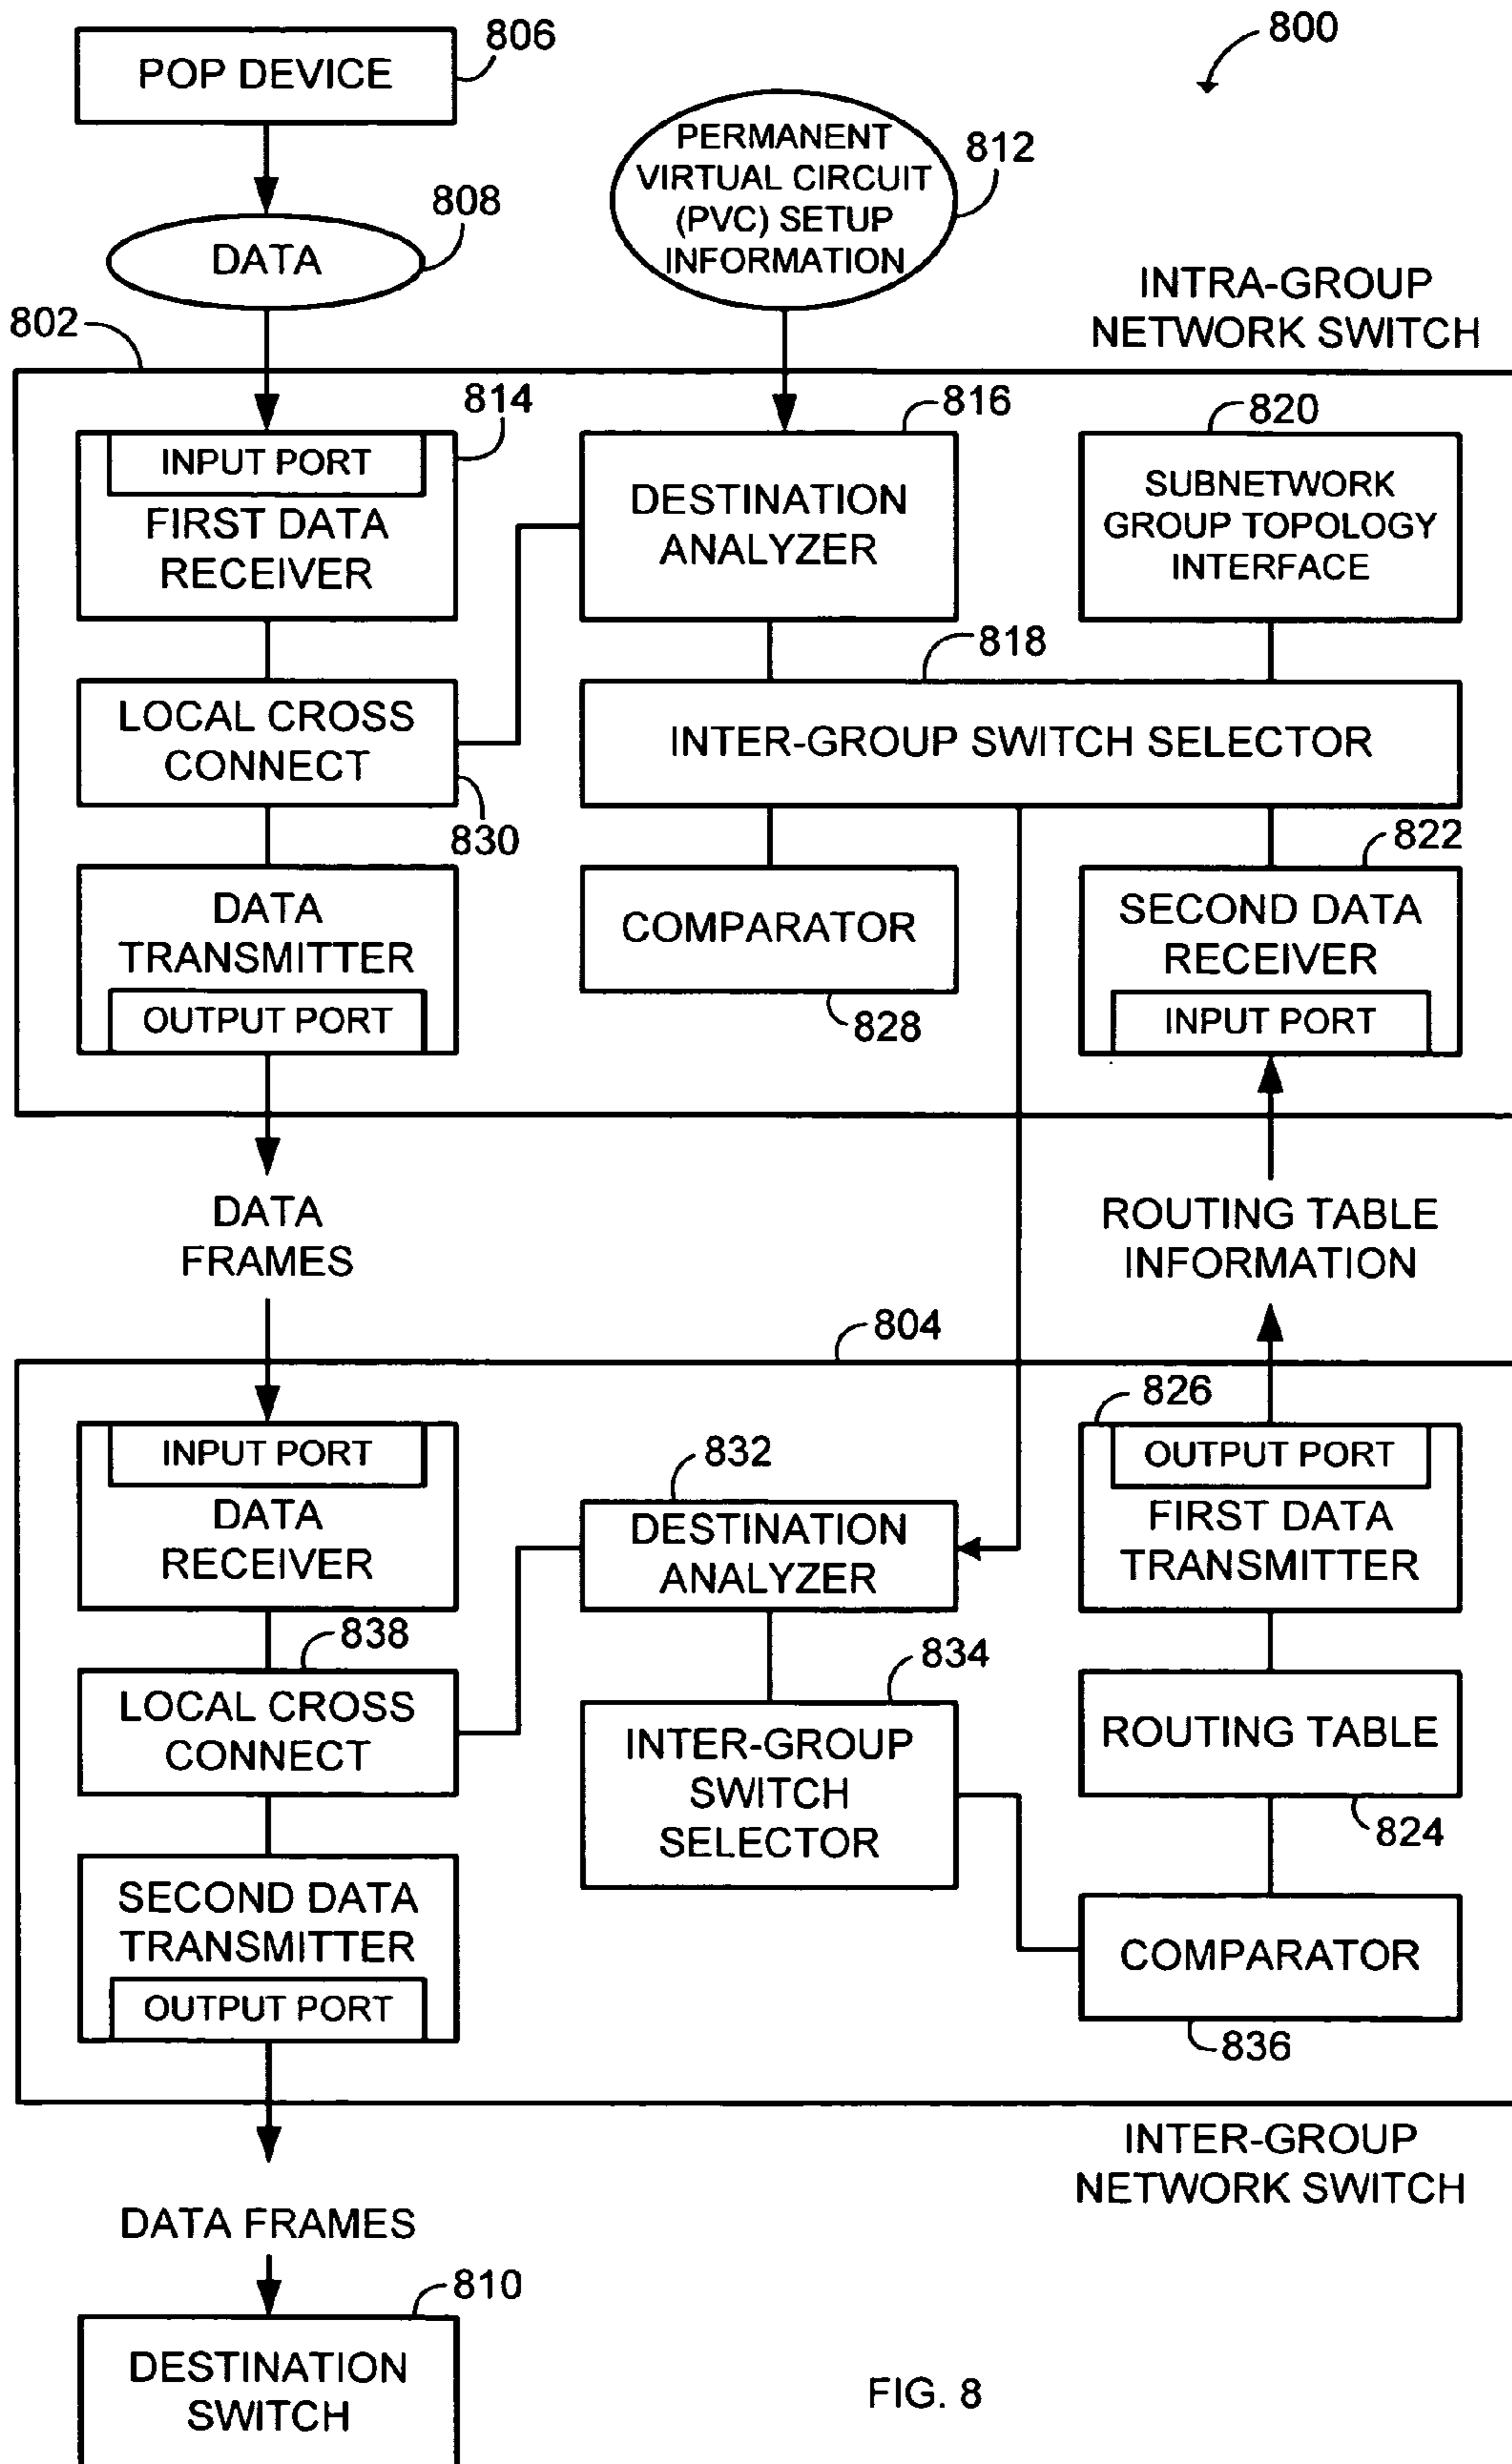 800
806
POP DEVICE
812
PERMANENT
VIRTUAL CIRCUIT
(PVC) SETUP
INFORMATION
808
DATA
INTRA-GROUP
NETWORK SWITCH
802
814
INPUT PORT
FIRST DATA
RECEIVER
816
DESTINATION
ANALYZER
820
SUBNETWORK
GROUP TOPOLOGY
INTERFACE
818
INTER-GROUP SWITCH SELECTOR
LOCAL CROSS
CONNECT
830
822
DATA
TRANSMITTER
OUTPUT PORT
COMPARATOR
828
SECOND DATA
RECEIVER
INPUT PORT
DATA
FRAMES
ROUTING TABLE
INFORMATION
804
INPUT PORT
DATA
RECEIVER
832
DESTINATION
ANALYZER
826
OUTPUT PORT
FIRST DATA
TRANSMITTER
838
LOCAL CROSS
CONNECT
834
INTER-GROUP
SWITCH
SELECTOR
ROUTING TABLE
824
SECOND DATA
TRANSMITTER
OUTPUT PORT
COMPARATOR
836
INTER-GROUP
NETWORK SWITCH
DATA FRAMES
810
DESTINATION
SWITCH
FIG. 8